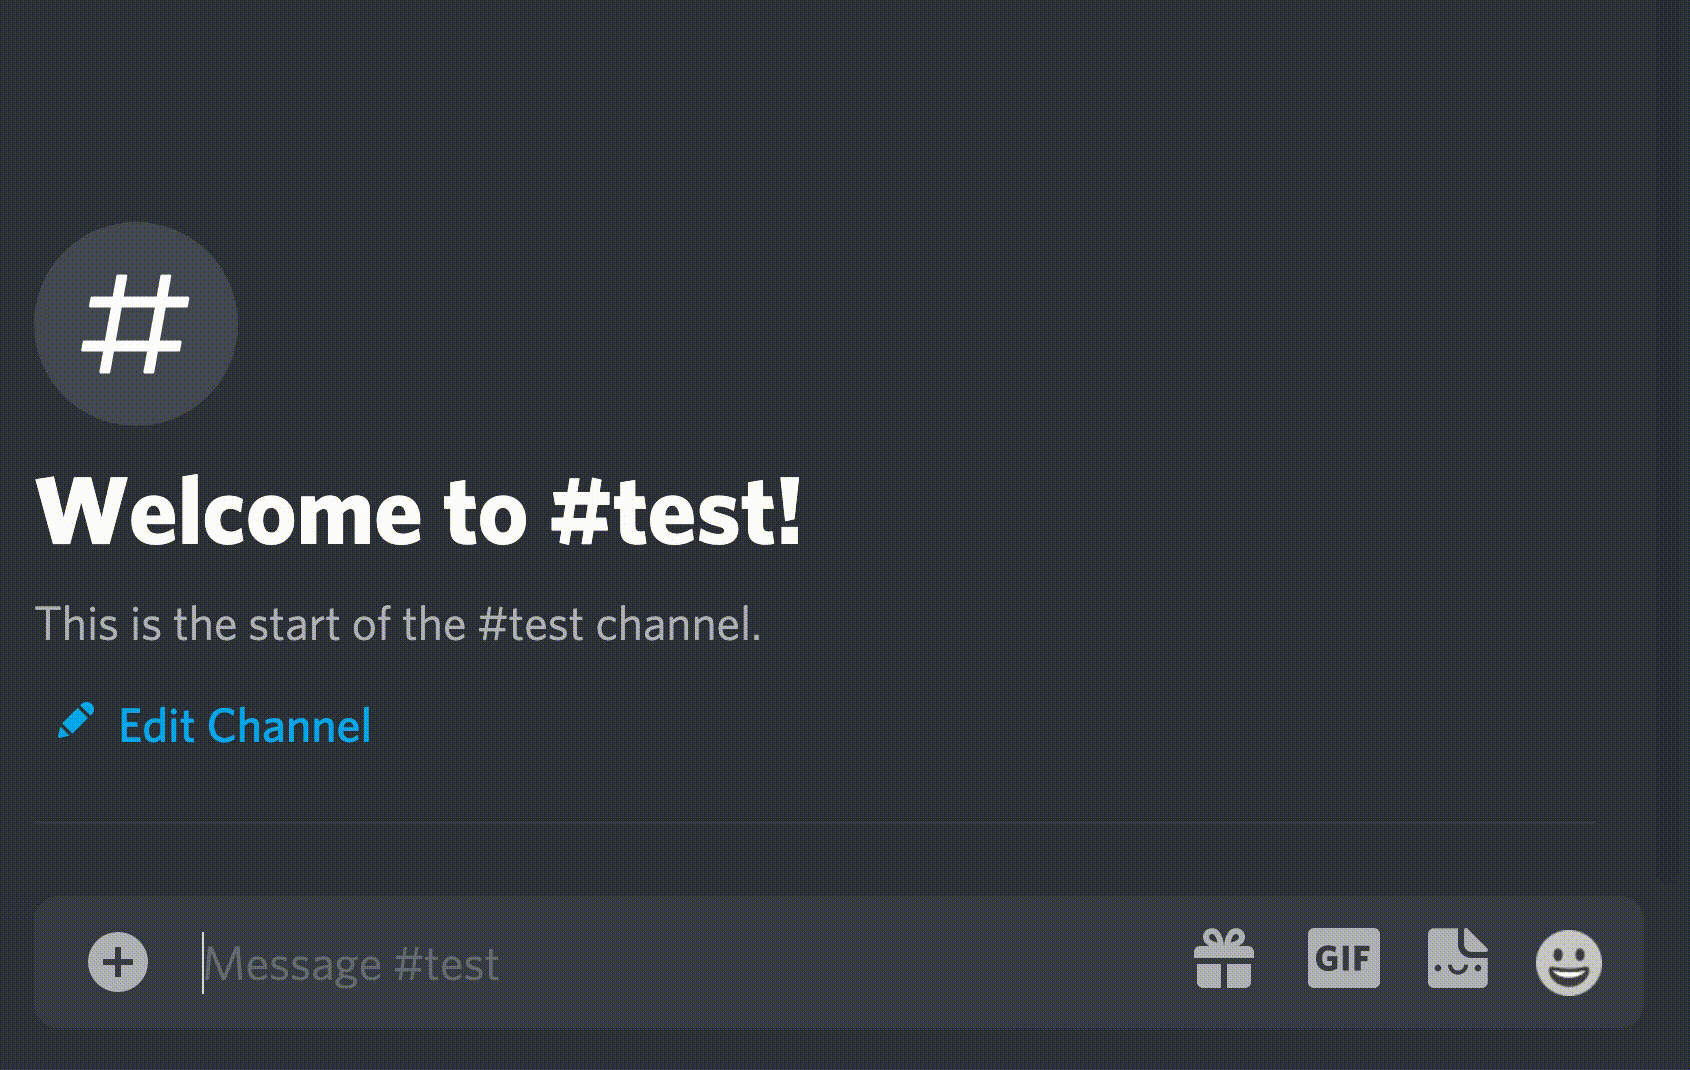 #
Welcome to #test!
This is the start of the #test channel.
Edit Channel
Message #test
GIF